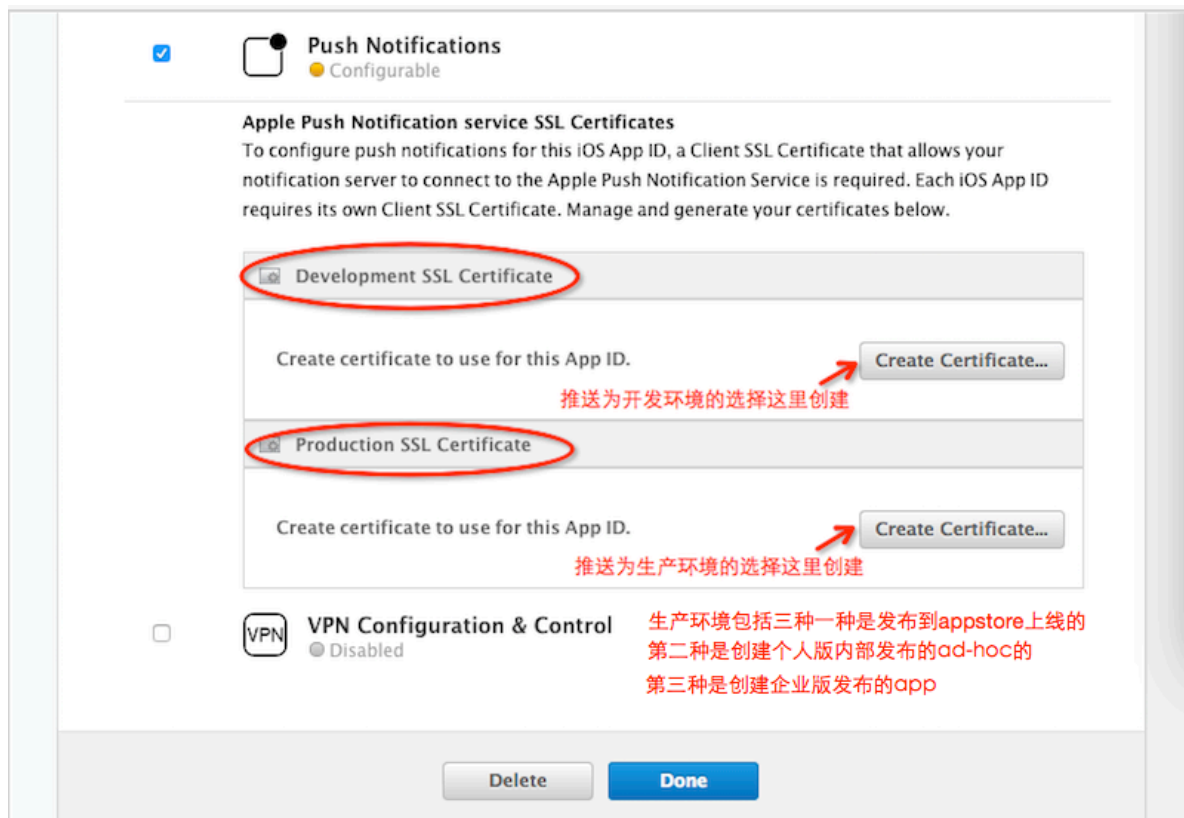 Push Notifications
Configurable
Apple Push Notification service SSL Certificates
To configure push notifications for this iOS App ID, a Client SSL Certificate that allows your
notification server to connect to the Apple Push Notification Service is required. Each iOS App ID
requires its own Client SSL Certificate. Manage and generate your certificates below.
Development SSL Certificate
Create certificate to use for this App ID.
Create Certificate...
推送为开发环境的选择这里创建
Production SSL Certificate
Create certificate to use for this App ID.
Create Certificate...
推送为生产环境的选择这里创建
VPN
VPN Configuration & Control
Disabled
生产环境包括三种一种是发布到appstore上线的
第二种是创建个人版内部发布的ad-hoc的
第三种是创建企业版发布的app
Delete
Done